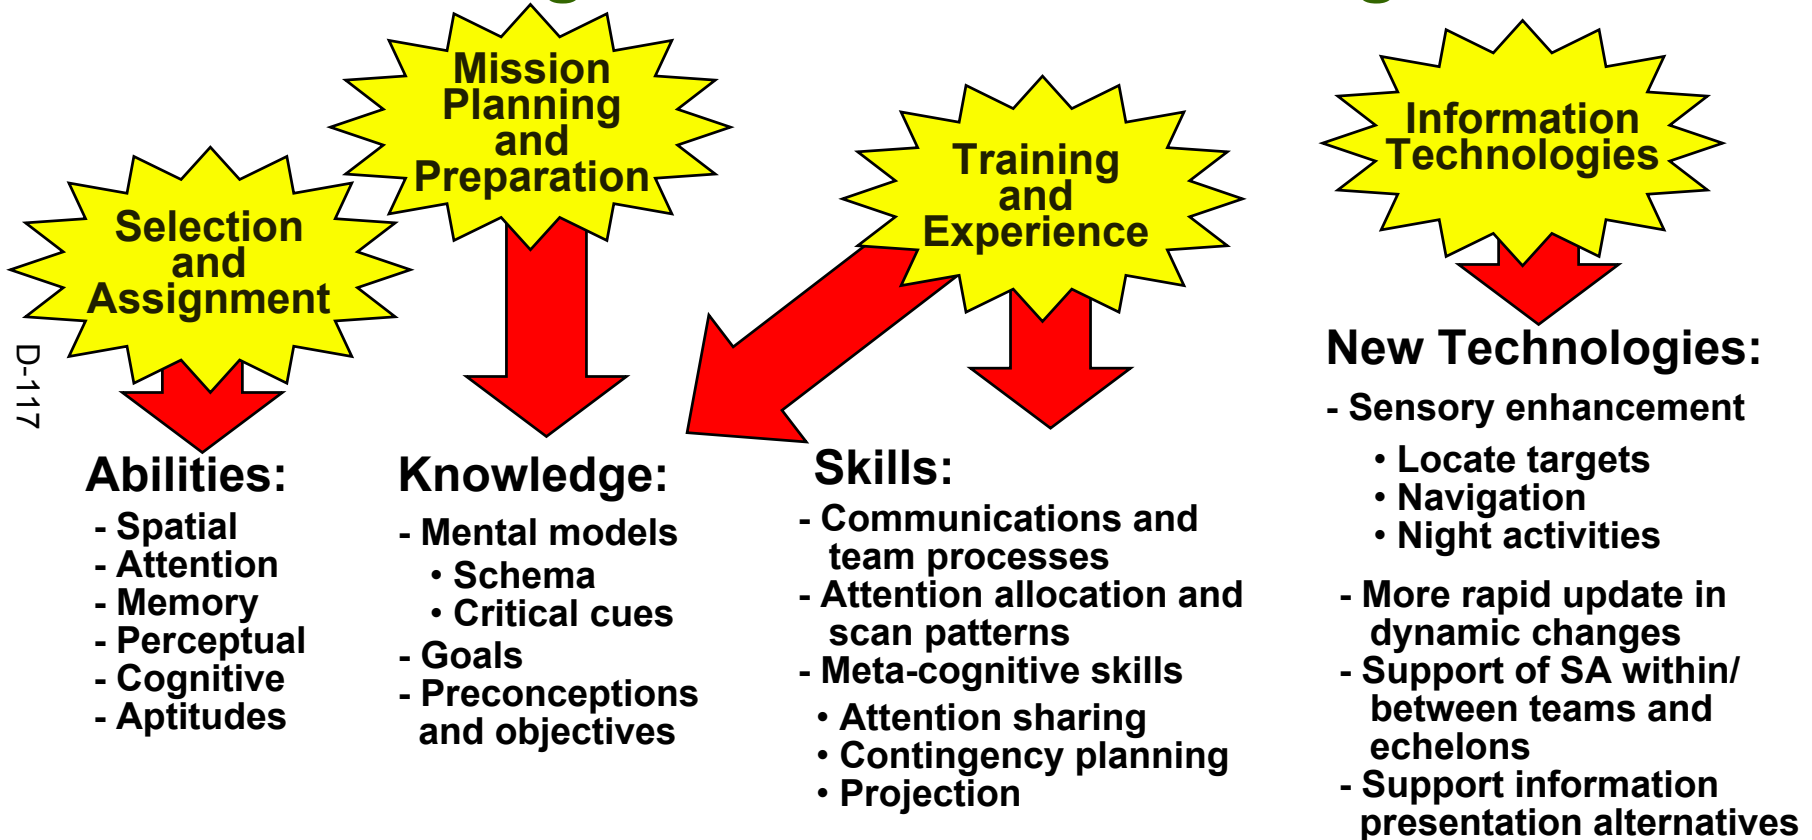 Mission
Planning
and
Preparation
Information
Technologies
Training
and
Experience
Selection
and
Assignment
D-117
New Technologies:
- Sensory enhancement
• Locate targets
• Navigation
• Night activities
- More rapid update in
dynamic changes
- Support of SA within/
between teams and
echelons
- Support information
presentation alternatives
Abilities:
- Spatial
- Attention
- Memory
- Perceptual
- Cognitive
- Aptitudes
Knowledge:
- Mental models
• Schema
• Critical cues
- Goals
- Preconceptions
and objectives
Skills:
- Communications and
team processes
- Attention allocation and
scan patterns
- Meta-cognitive skills
• Attention sharing
• Contingency planning
• Projection